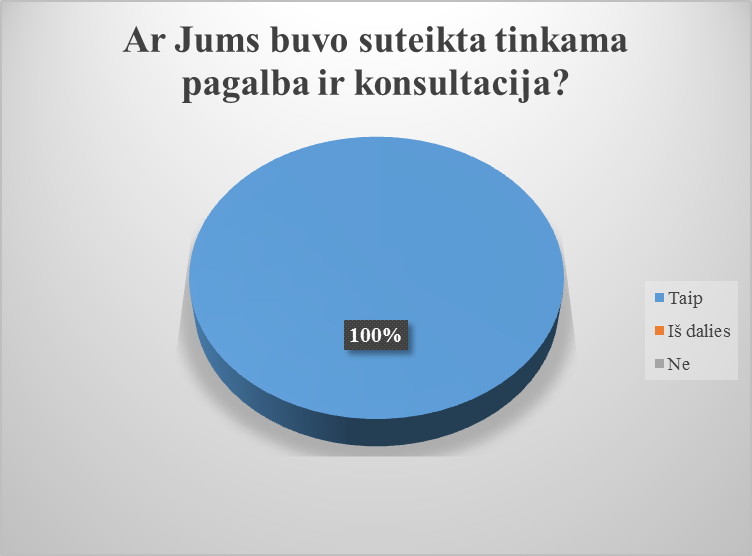 Ar Jums buvo suteikta tinkama
pagalba ir konsultacija?
100%
Taip
Iš dalies
Ne